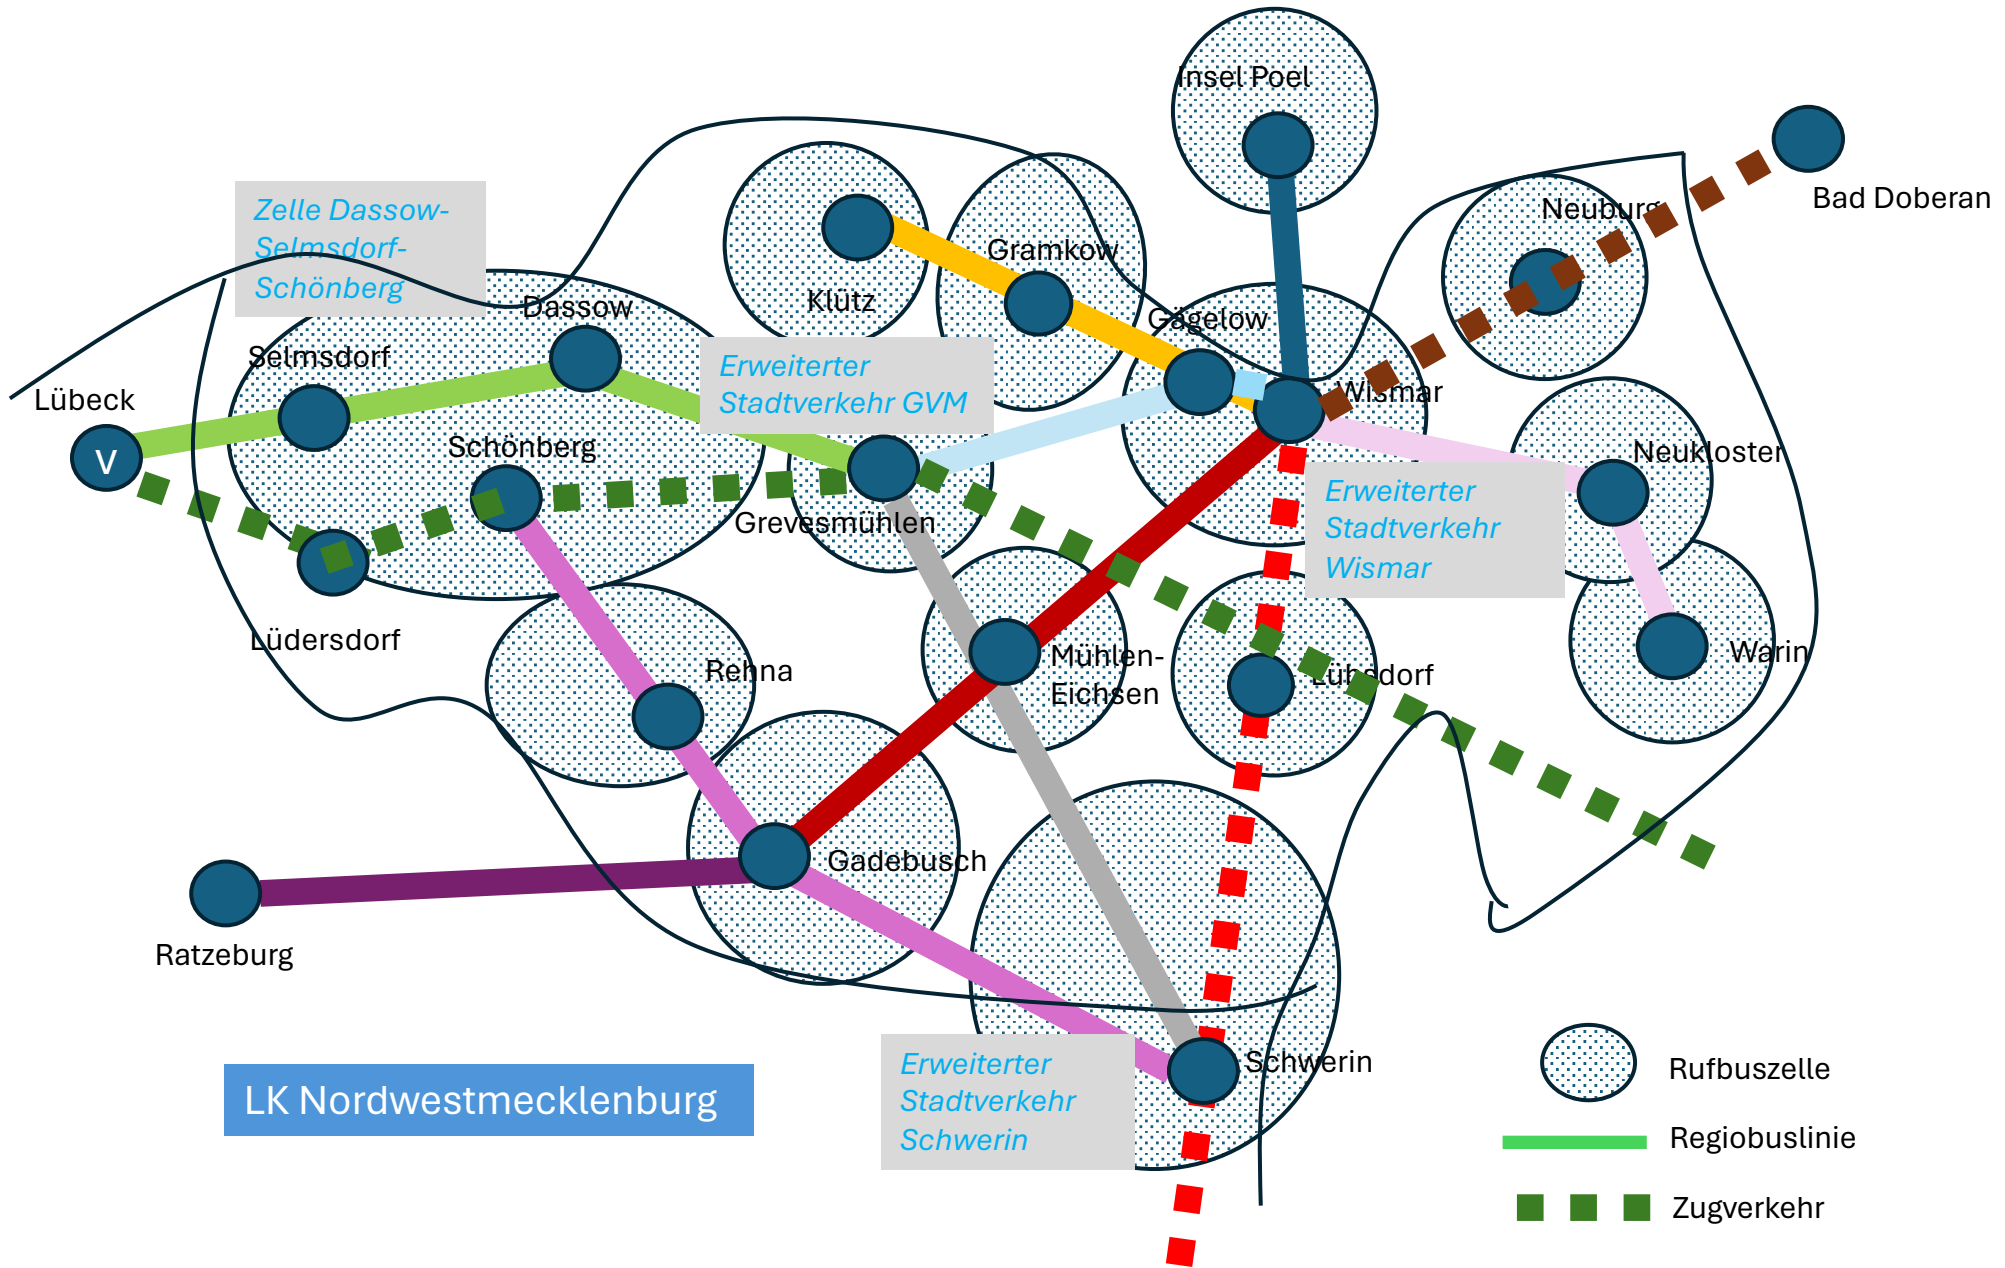 Insel Poel
Bad Doberan
Neuburg
Zelle Dassow-
Selmsdorf-
Schönberg
Gramkow
Klütz
Dassow
Gägelow
Selmsdorf
Erweiterter
Stadtverkehr GVM
Wismar
Lübeck
V
Schönberg
Neukloster
Erweiterter
Stadtverkehr
Wismar
Grevesmühlen
Lüdersdorf
Rehna
Mühlen-
Eichsen
Lübsdorf
Warin
Gadebusch
Ratzeburg
Erweiterter
Stadtverkehr
Schwerin
Schwerin
LK Nordwestmecklenburg
Rufbuszelle
Regiobuslinie
Zugverkehr